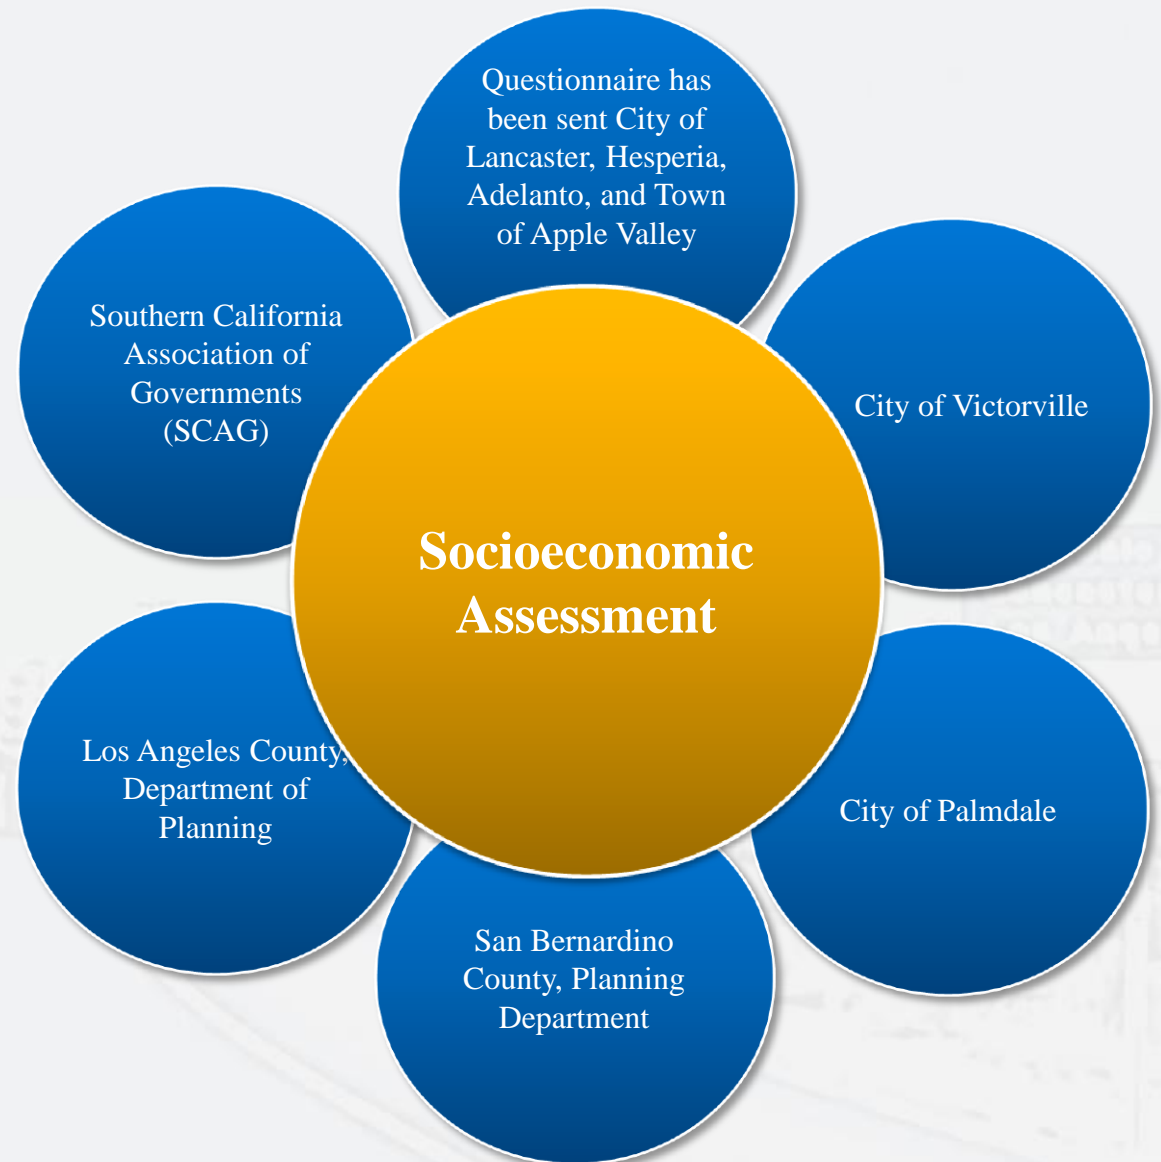 Questionnaire has
been sent City of
Lancaster, Hesperia,
Adelanto, and Town
of Apple Valley
City of Victorville
City of Palmdale
San Bernardino
County, Planning
Department
Los Angeles County,
Department of
Planning
Southern California
Association of
Governments
(SCAG)
Socioeconomic
Assessment